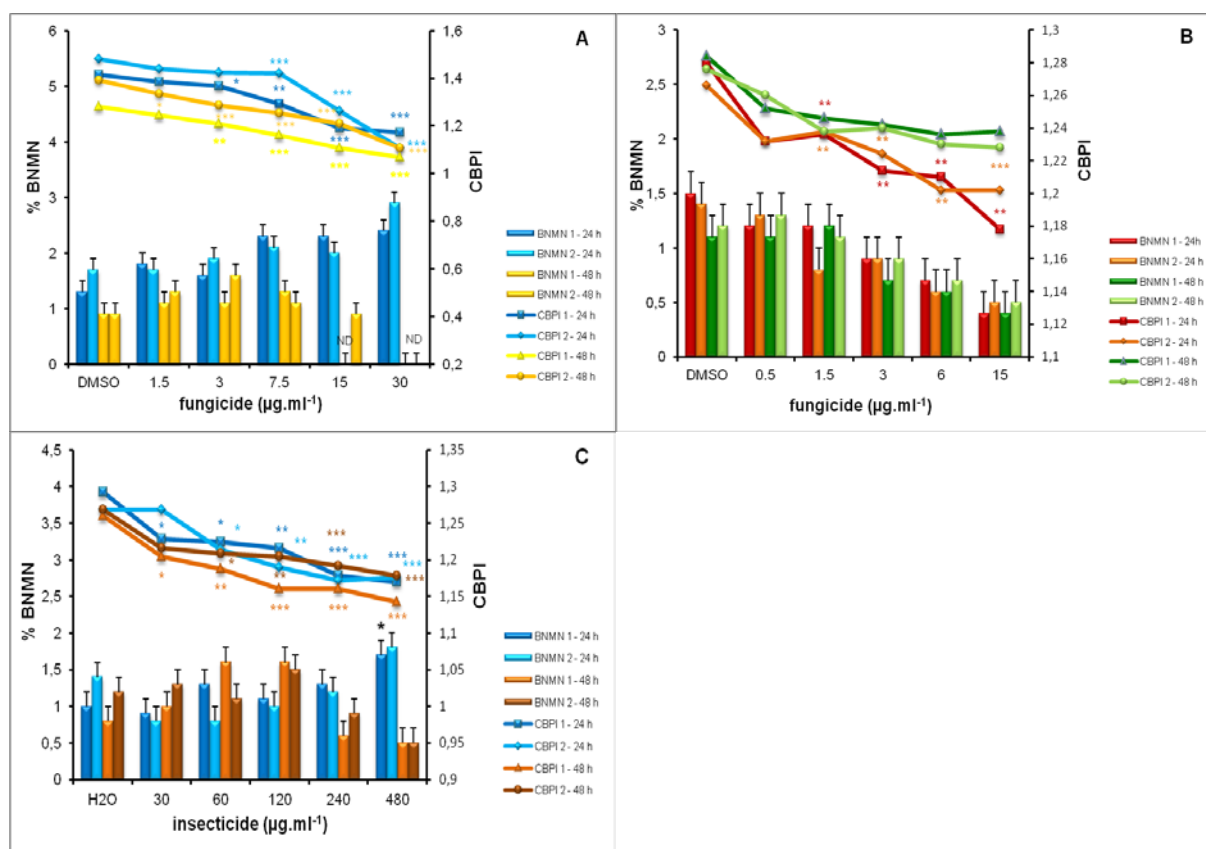 A
% BNMN
6
5
4
3
2
1
0
CBPI
1,6
1,4
1,2
1
0,8
0,6
0,4
0,2
*** *** *** * ** *** *** *** *** *** *** *** ** *** *** ***
ND ND
DMSO 1.5 3 7.5 15 30
fungicide (µg.ml⁻¹)
BNMN 1 - 24 h
BNMN 2 - 24 h
BNMN 1 - 48 h
BNMN 2 - 48 h
CBPI 1 - 24 h
CBPI 2 - 24 h
CBPI 1 - 48 h
CBPI 2 - 48 h
B
% BNMN
3
2,5
2
1,5
1
0,5
0
CBPI
1,3
1,28
1,26
1,24
1,22
1,2
1,18
1,16
1,14
1,12
1,1
** ** ** ** ** ** *** **
DMSO 0.5 1.5 3 6 15
fungicide (µg.ml⁻¹)
BNMN 1 - 24h
BNMN 2 - 24 h
BNMN 1 - 48 h
BNMN 2 - 48 h
CBPI 1 - 24 h
CBPI 2 - 24 h
CBPI 1 - 48 h
CBPI 2 - 48 h
C
% BNMN
4,5
4
3,5
3
2,5
2
1,5
1
0,5
0
CBPI
1,35
1,3
1,25
1,2
1,15
1,1
1,05
1
0,95
0,9
* * * ** ** *** *** *** *** *** * ** * ** *** *** *** *** *
H2O 30 60 120 240 480
insecticide (µg.ml⁻¹)
BNMN 1 - 24 h
BNMN 2 - 24 h
BNMN 1 - 48 h
BNMN 2 - 48 h
CBPI 1 - 24 h
CBPI 2 - 24 h
CBPI 1 - 48 h
CBPI 2 - 48 h